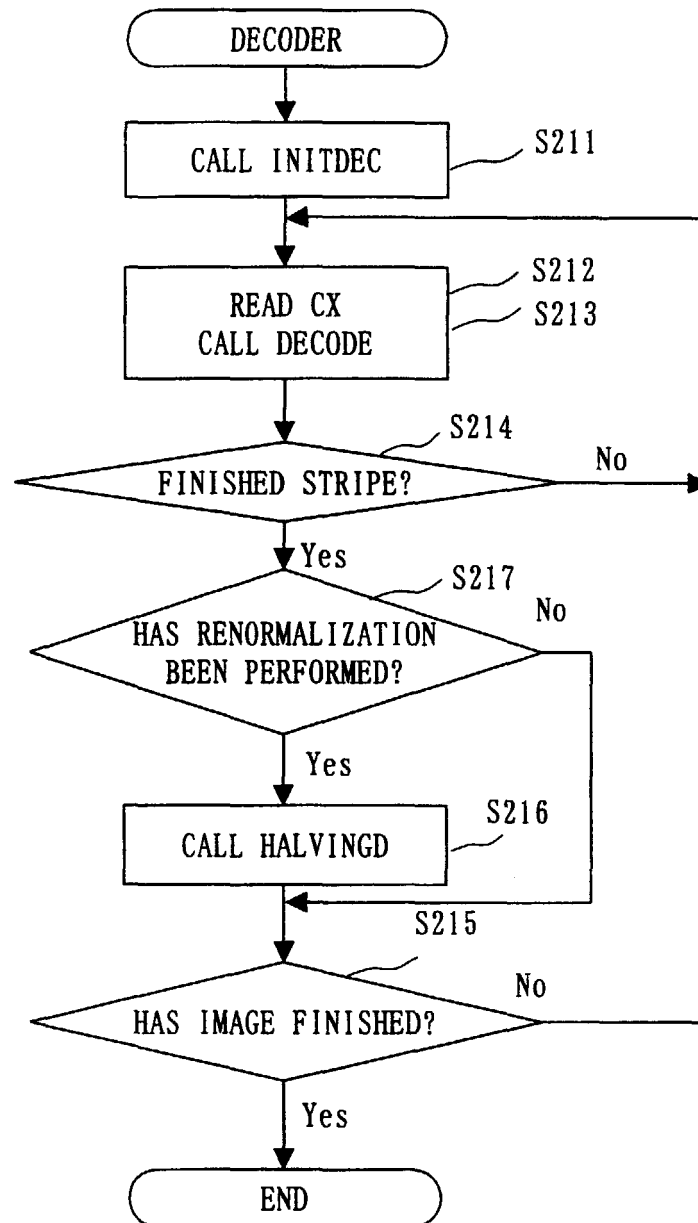 DECODER
CALL INITDEC
S211
READ CX
S212
CALL DECODE
S213
S214
FINISHED STRIPE?
No
Yes
S217
HAS RENORMALIZATION
No
BEEN PERFORMED?
Yes
CALL HALVINGD
S216
S215
HAS IMAGE FINISHED?
No
Yes
END